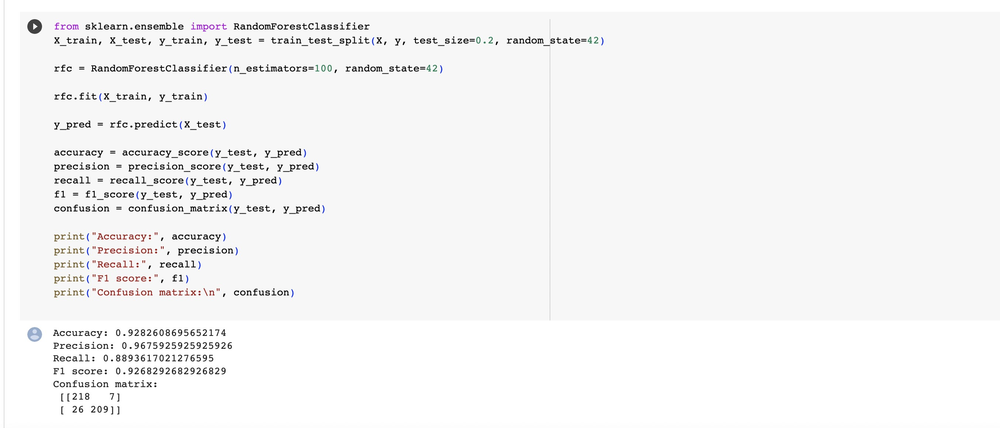 from sklearn.ensemble import RandomForestClassifier
X_train, X_test, y_train, y_test = train_test_split(X, y, test_size=0.2, random_state=42)
rfc = RandomForestClassifier(n_estimators=100, random_state=42)
rfc.fit(X_train, y_train)
y_pred = rfc.predict(X_test)
accuracy = accuracy_score(y_test, y_pred)
precision = precision_score(y_test, y_pred)
recall = recall_score(y_test, y_pred)
f1 = f1_score(y_test, y_pred)
confusion = confusion_matrix(y_test, y_pred)
print("Accuracy:", accuracy)
print("Precision:", precision)
print("Recall:", recall)
print("F1 score:", f1)
print("Confusion matrix:\n", confusion)
Accuracy: 0.9282608695652174
Precision: 0.9675925925925926
Recall: 0.8893617021276595
F1 score: 0.9268292682926829
Confusion matrix:
[[218   7]
[ 26 209]]